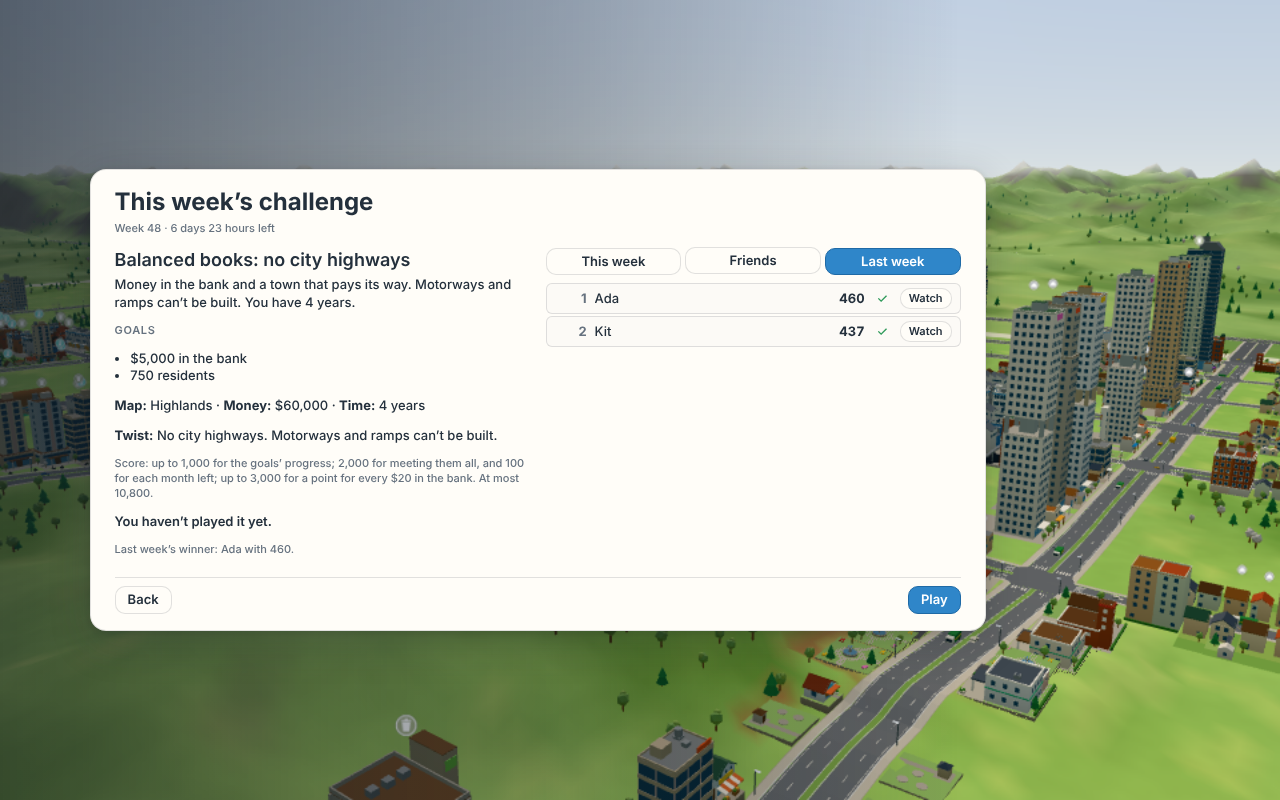 This week’s challenge
Week 48 · 6 days 23 hours left
Balanced books: no city highways
Money in the bank and a town that pays its way. Motorways and
ramps can’t be built. You have 4 years.
GOALS
• $5,000 in the bank
• 750 residents
Map: Highlands · Money: $60,000 · Time: 4 years
Twist: No city highways. Motorways and ramps can’t be built.
Score: up to 1,000 for the goals’ progress; 2,000 for meeting them all, and 100
for each month left; up to 3,000 for a point for every $20 in the bank. At most
10,800.
You haven’t played it yet.
Last week’s winner: Ada with 460.
This week Friends Last week
1 Ada 460 ✓ Watch
2 Kit 437 ✓ Watch
Back Play